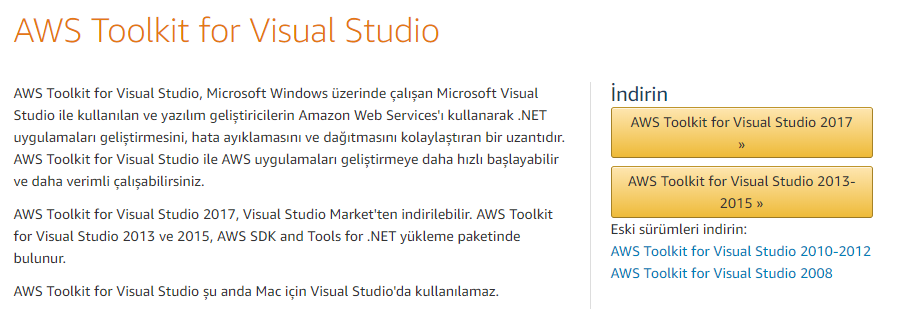 AWS Toolkit for Visual Studio
AWS Toolkit for Visual Studio, Microsoft Windows üzerinde çalışan Microsoft Visual
Studio ile kullanılan ve yazılım geliştiricilerin Amazon Web Services'ı kullanarak .NET
uygulamaları geliştirmesini, hata ayıklamasını ve dağıtmasını kolaylaştıran bir uzantıdır.
AWS Toolkit for Visual Studio ile AWS uygulamaları geliştirmeye daha hızlı başlayabilir
ve daha verimli çalışabilirsiniz.
AWS Toolkit for Visual Studio 2017, Visual Studio Market'ten indirilebilir. AWS Toolkit
for Visual Studio 2013 ve 2015, AWS SDK and Tools for .NET yükleme paketinde
bulunur.
AWS Toolkit for Visual Studio şu anda Mac için Visual Studio'da kullanılamaz.
İndirin
AWS Toolkit for Visual Studio 2017
»
AWS Toolkit for Visual Studio 2013-
2015 »
Eski sürümleri indirin:
AWS Toolkit for Visual Studio 2010-2012
AWS Toolkit for Visual Studio 2008